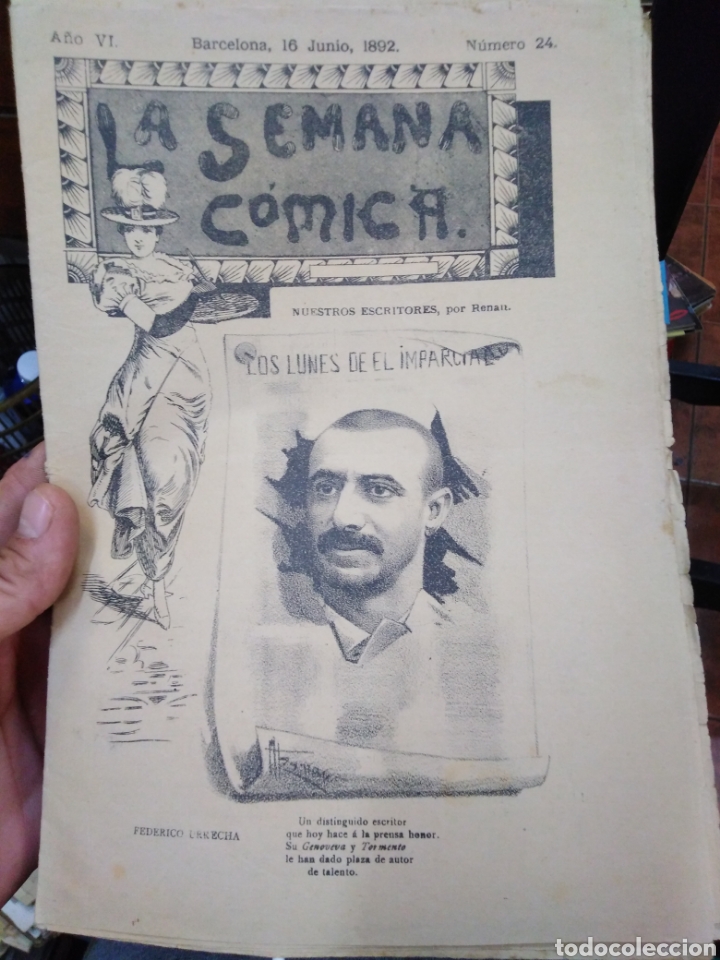 Año VI.
Barcelona, 16 Junio, 1892.
Número 24.
LA SEMANA
CÓMICA.
NUESTROS ESCRITORES, por Renau.
LOS LUNES DE EL IMPARCIAL
FEDERICO URRECHA
Un distinguido escritor
que hoy hace á la prensa honor.
Su Genoveva y Tormento
le han dado plaza de autor
de talento.
todocoleccion